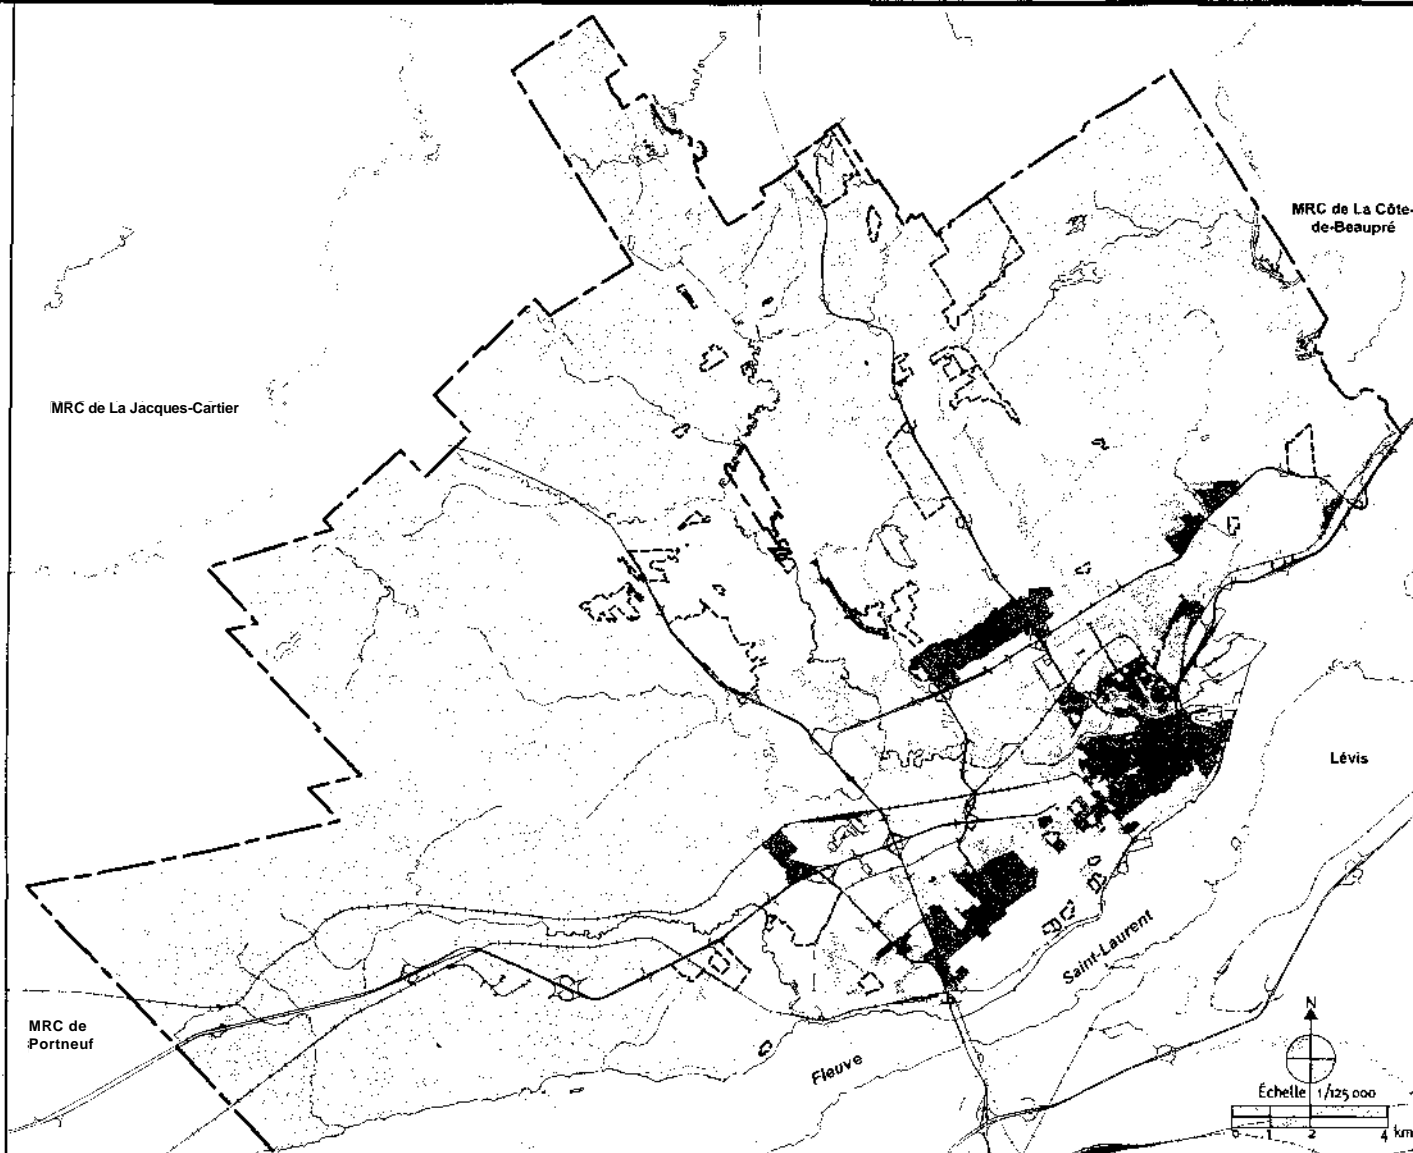 MRC de La Côte-
de-Beaupré
MRC de La Jacques-Cartier
Lévis
Saint-Laurent
Fleuve
MRC de
Portneuf
N
Échelle 1/125 000
0 1 2 4 km